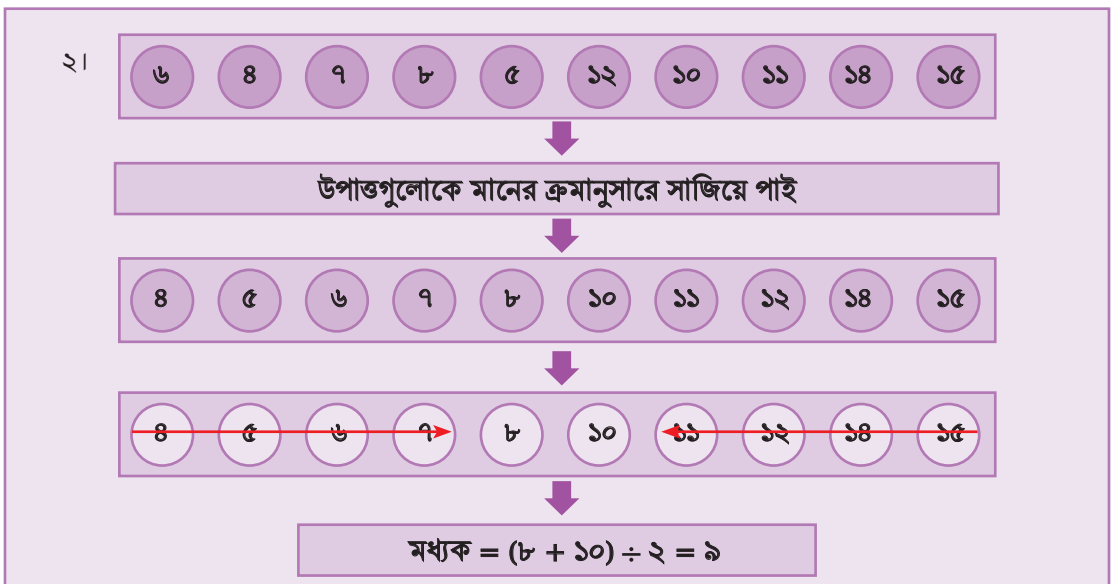 ২।
৬ ৪ ৭ ৮ ৫ ১২ ১০ ১১ ১৪ ১৫
উপাত্তগুলোকে মানের ক্রমানুসারে সাজিয়ে পাই
৪ ৫ ৬ ৭ ৮ ১০ ১১ ১২ ১৪ ১৫
৪ ৫ ৬ ৭ ৮ ১০ ১১ ১২ ১৪ ১৫
মধ্যক = (৮ + ১০) ÷ ২ = ৯